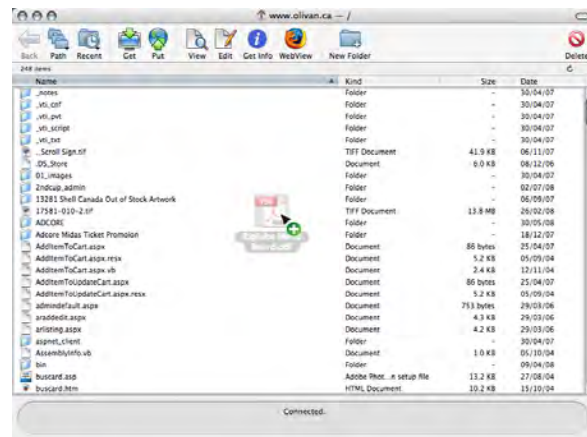 www.olivan.ca — /
Back Path Recent Get Put View Edit Get Info WebView New Folder Delete
248 items
Name Kind Size Date
_notes Folder - 30/04/07
_vti_cnf Folder - 30/04/07
_vti_pvt Folder - 30/04/07
_vti_script Folder - 30/04/07
_vti_txt Folder - 30/04/07
._Scroll Sign.tif TIFF Document 41.9 KB 06/11/07
.DS_Store Document 6.0 KB 08/12/06
01_images Folder - 30/04/07
2ndcup_admin Folder - 02/07/08
13281 Shell Canada Out of Stock Artwork Folder - 06/09/07
17581-010-2.tif TIFF Document 13.8 MB 26/02/08
ADCORE Folder - 30/05/08
Adcore Midas Ticket Promoion Folder - 18/12/07
AddItemToCart.aspx Document 86 bytes 25/04/07
AddItemToCart.aspx.resx Document 5.2 KB 05/09/04
AddItemToCart.aspx.vb Document 2.4 KB 12/11/04
AddItemToUpdateCart.aspx Document 86 bytes 25/04/07
AddItemToUpdateCart.aspx.resx Document 5.2 KB 05/09/04
admindefault.aspx Document 753 bytes 29/03/06
araddedit.aspx Document 4.3 KB 29/03/06
arlisting.aspx Document 4.2 KB 29/03/06
aspnet_client Folder - 30/04/07
AssemblyInfo.vb Document 1.0 KB 05/10/04
bin Folder - 09/04/08
buscard.asp Adobe Phot...n setup file 13.2 KB 27/08/04
buscard.htm HTML Document 10.2 KB 15/10/04
Connected.